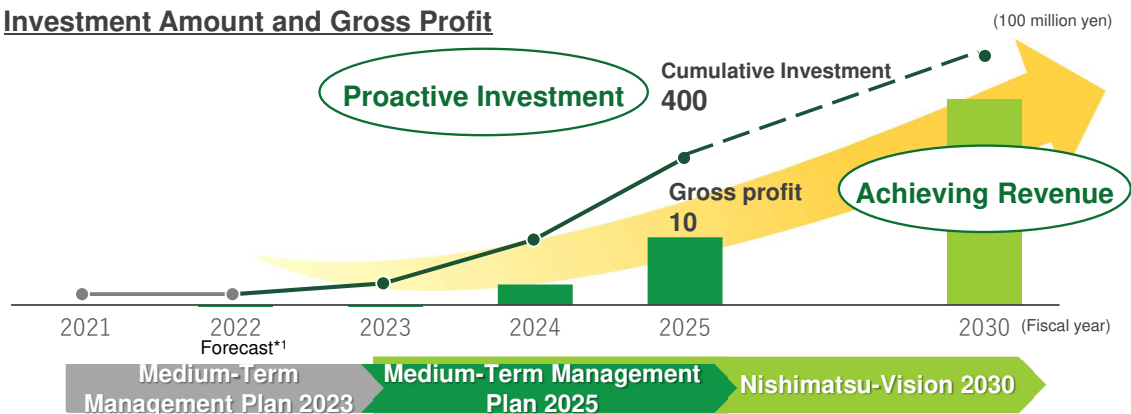 Investment Amount and Gross Profit
(100 million yen)
Proactive Investment
Cumulative Investment
400
Gross profit
10
Achieving Revenue
2021 2022 2023 2024 2025 2030 (Fiscal year)
Forecast*1
Medium-Term
Management Plan 2023
Medium-Term Management
Plan 2025
Nishimatsu-Vision 2030